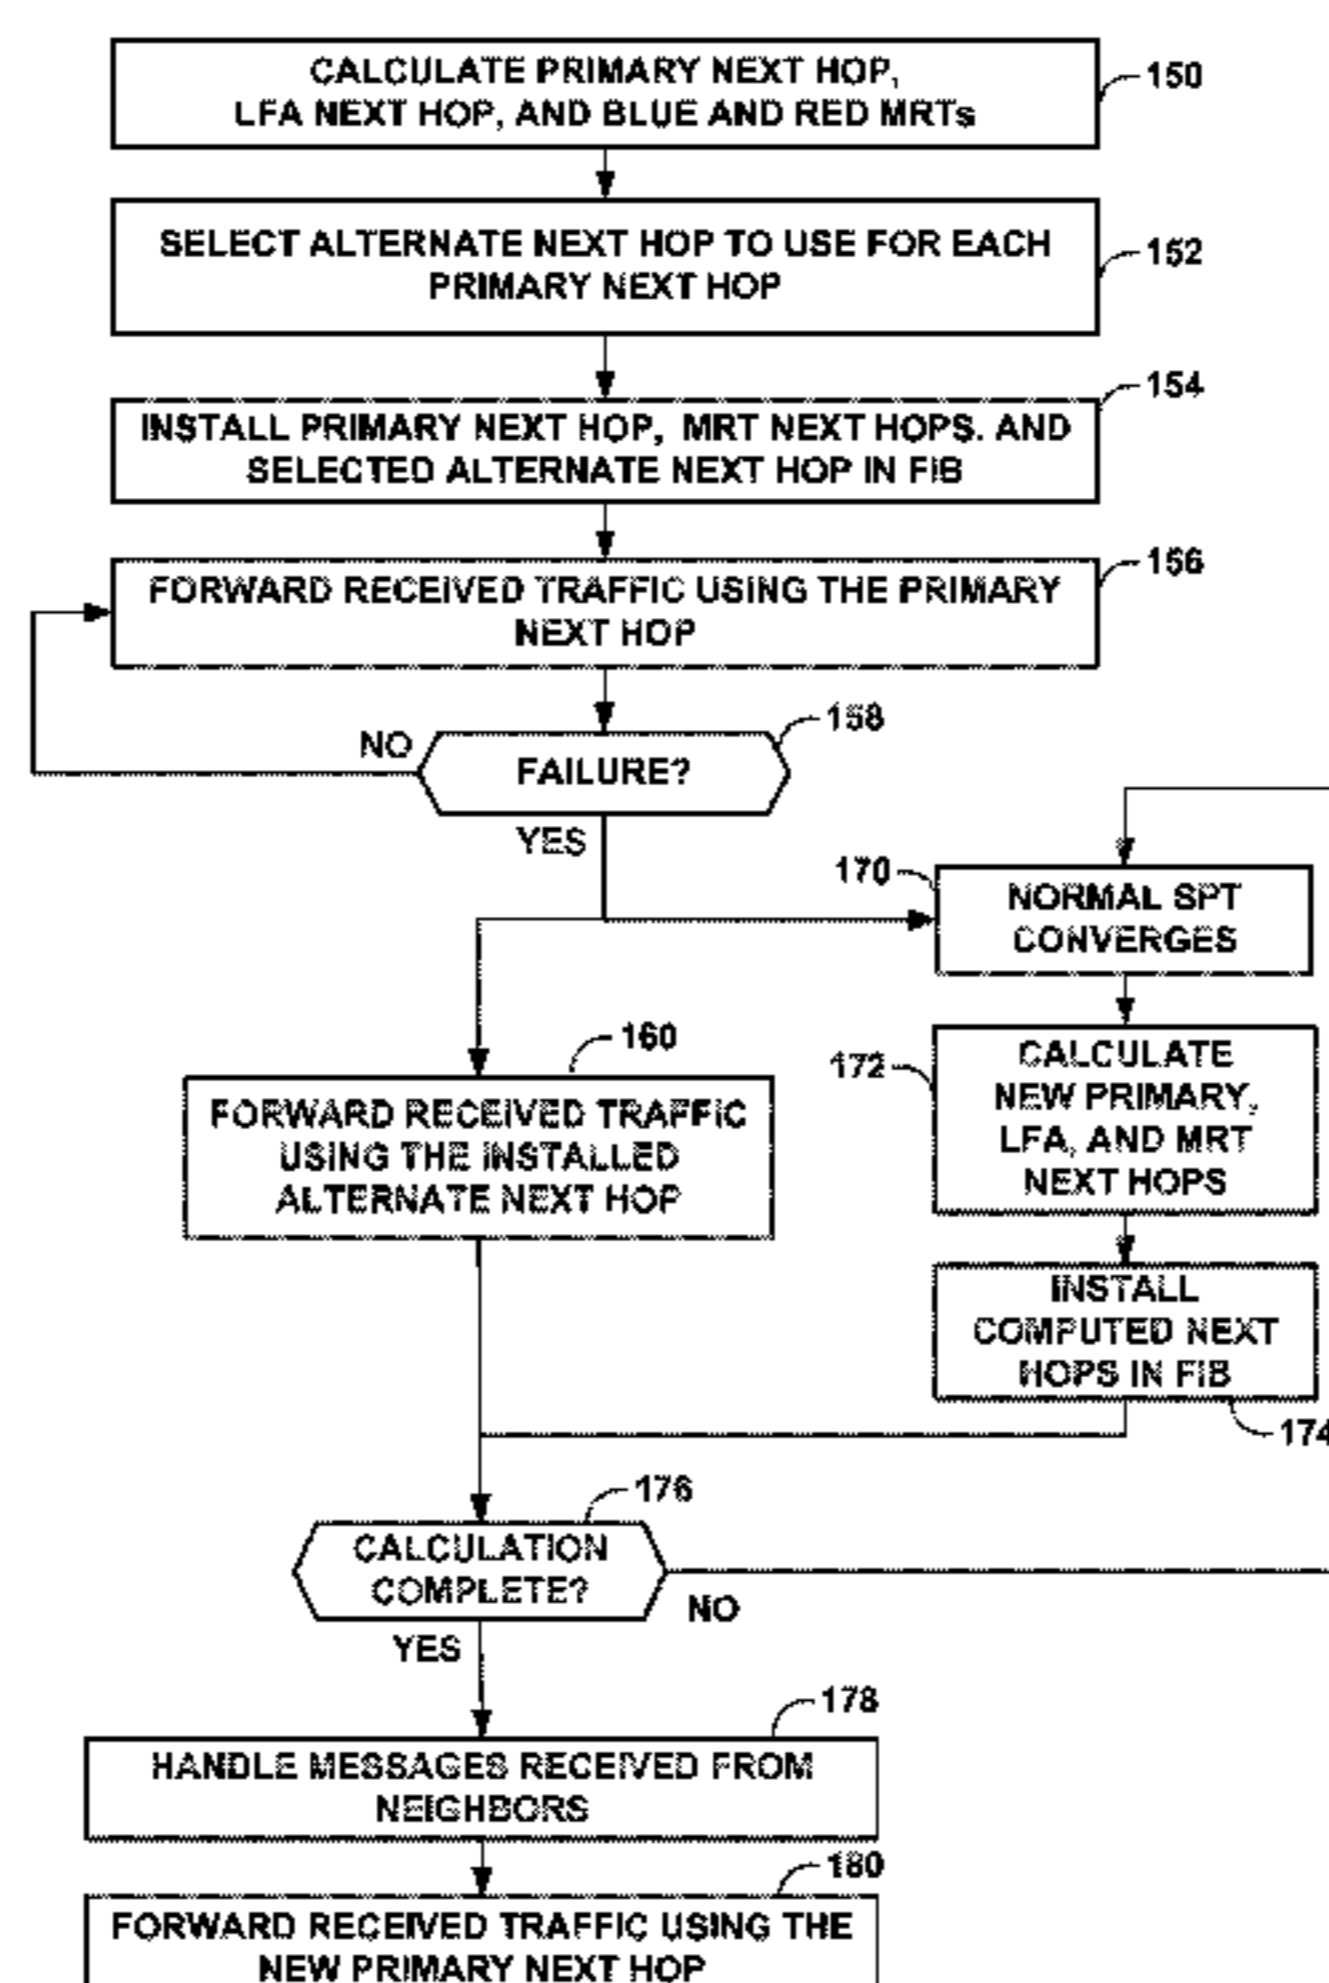 CALCULATE PRIMARY NEXT HOP,
LFA NEXT HOP, AND BLUE AND RED MRTs
150
SELECT ALTERNATE NEXT HOP TO USE FOR EACH
PRIMARY NEXT HOP
152
154
INSTALL PRIMARY NEXT HOP, MRT NEXT HOPS. AND
SELECTED ALTERNATE NEXT HOP IN FIB
156
FORWARD RECEIVED TRAFFIC USING THE PRIMARY
NEXT HOP
158
NO
FAILURE?
YES
170
NORMAL SPT
CONVERGES
160
FORWARD RECEIVED TRAFFIC
USING THE INSTALLED
ALTERNATE NEXT HOP
172
CALCULATE
NEW PRIMARY,
LFA, AND MRT
NEXT HOPS
INSTALL
COMPUTED NEXT
HOPS IN FIB
174
176
CALCULATION
COMPLETE?
NO
YES
178
HANDLE MESSAGES RECEIVED FROM
NEIGHBORS
180
FORWARD RECEIVED TRAFFIC USING THE
NEW PRIMARY NEXT HOP